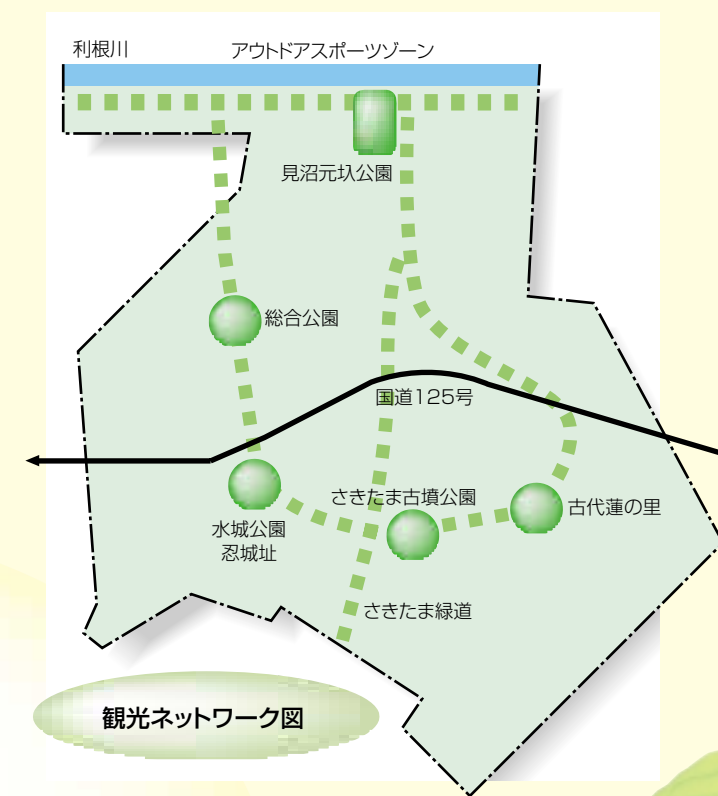 利根川
アウトドアスポーツゾーン
見沼元圦公園
総合公園
国道125号
さきたま古墳公園
古代蓮の里
水城公園
忍城址
さきたま緑道
観光ネットワーク図